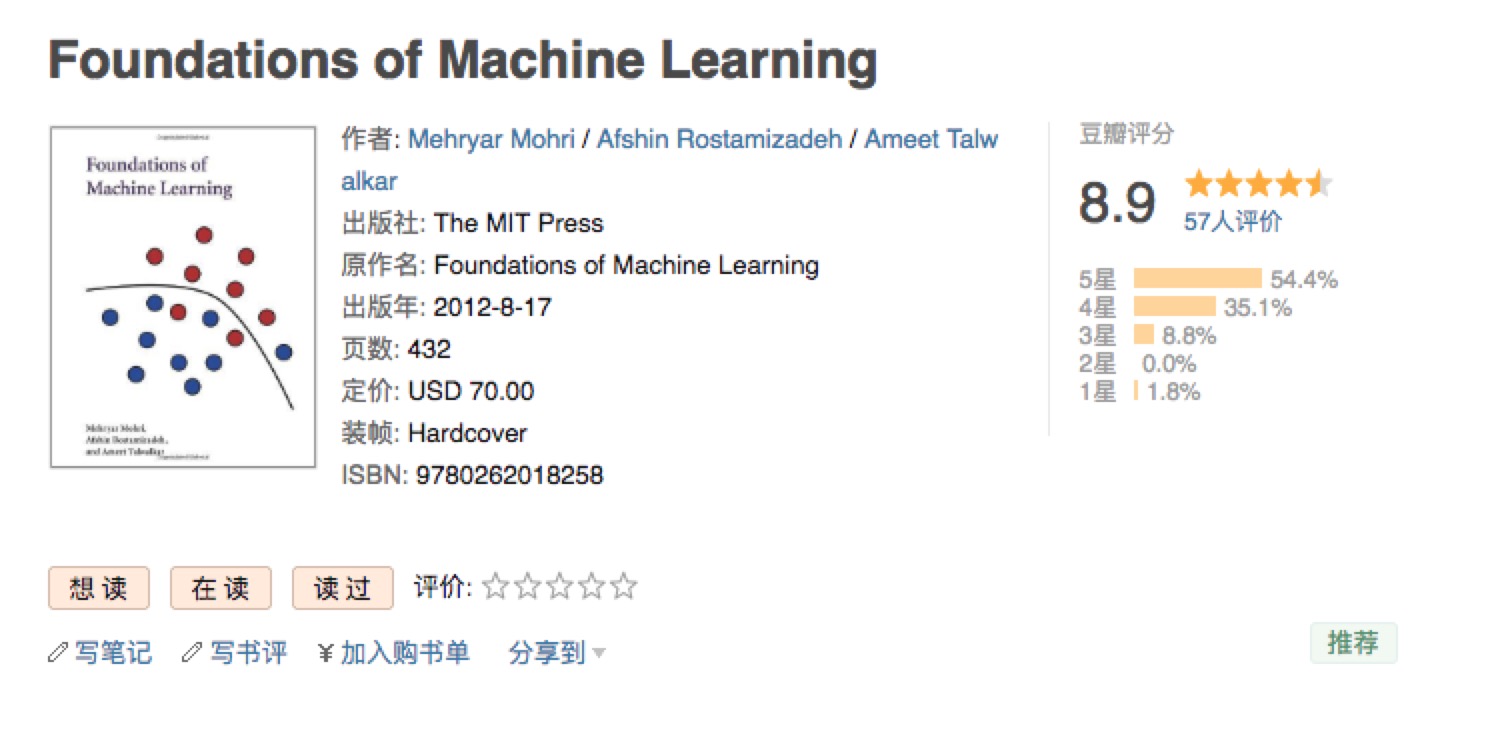 Foundations of Machine Learning
Foundations of
Machine Learning
Mehryar Mohri,
Afshin Rostamizadeh,
and Ameet Talwalkar
作者: Mehryar Mohri / Afshin Rostamizadeh / Ameet Talw
alkar
出版社: The MIT Press
原作名: Foundations of Machine Learning
出版年: 2012-8-17
页数: 432
定价: USD 70.00
装帧: Hardcover
ISBN: 9780262018258
豆瓣评分
8.9
57人评价
5星 54.4%
4星 35.1%
3星 8.8%
2星 0.0%
1星 1.8%
想读 在读 读过 评价:
写笔记 写书评 ¥加入购书单 分享到
推荐